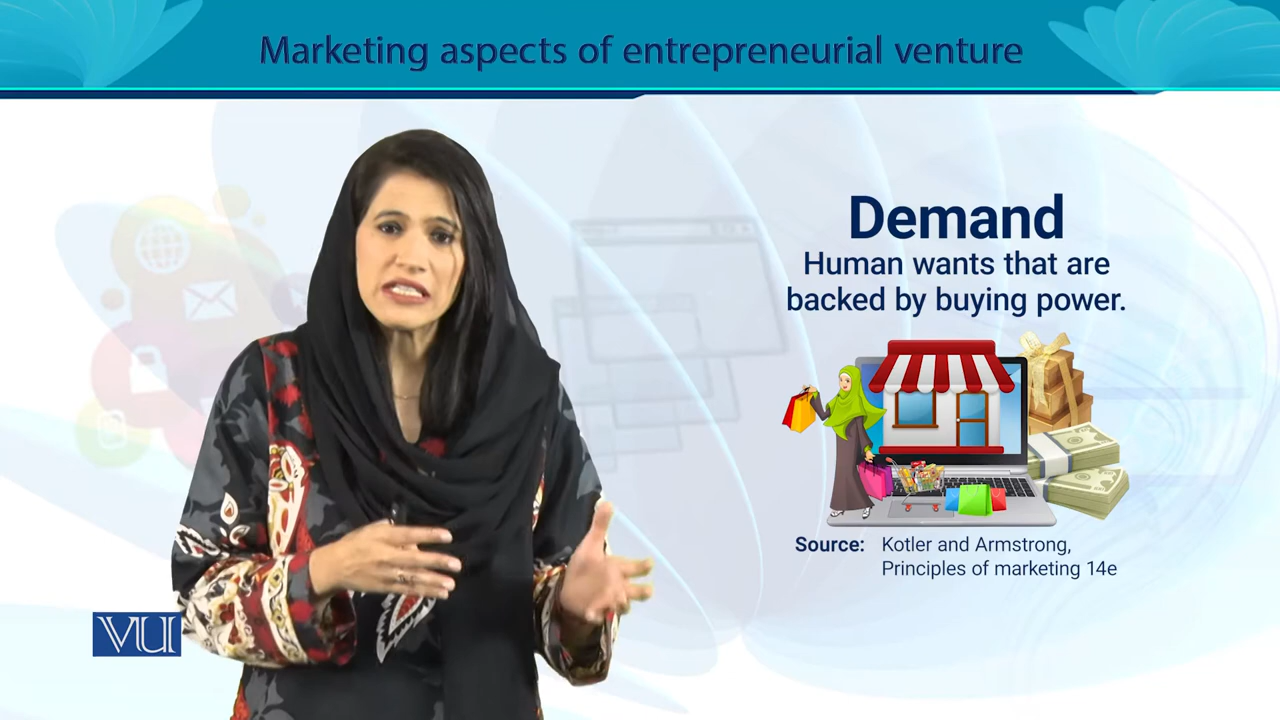 Marketing aspects of entrepreneurial venture
Demand
Human wants that are
backed by buying power.
Source: Kotler and Armstrong,
Principles of marketing 14e
VU